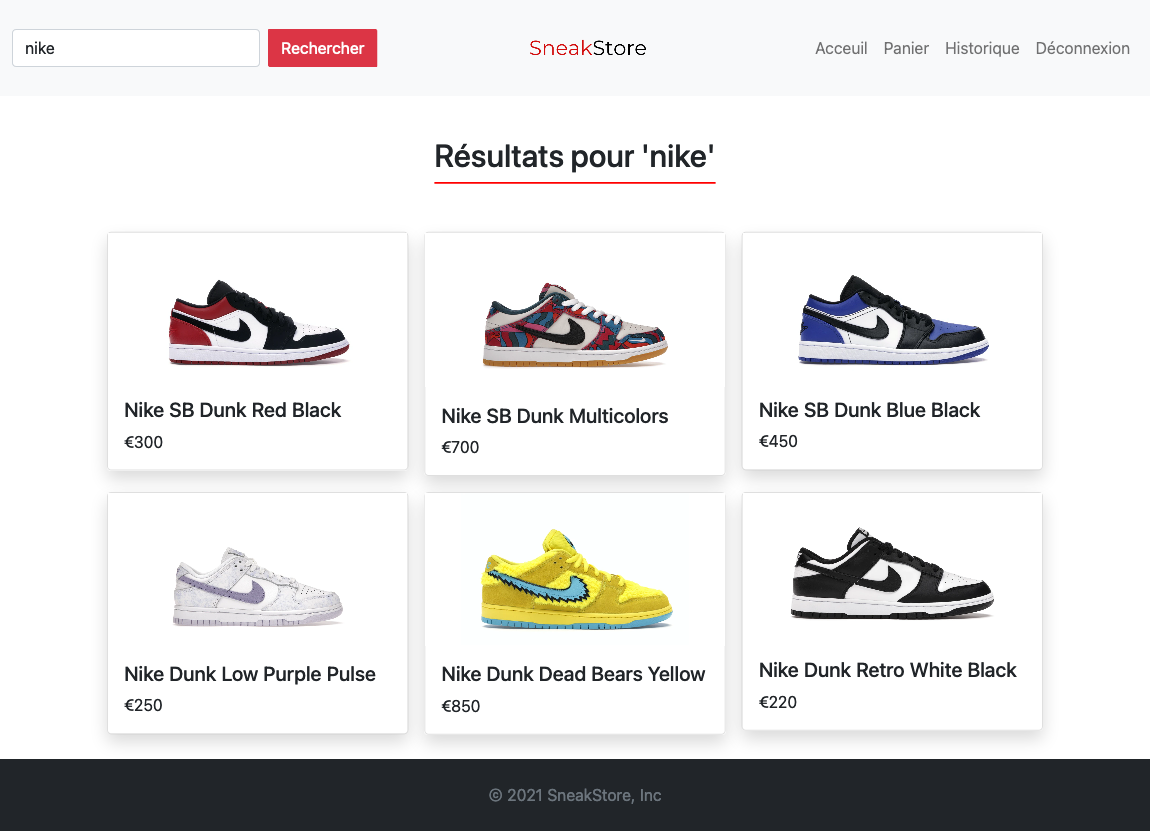 nike
Rechercher
SneakStore
Acceuil
Panier
Historique
Déconnexion
Résultats pour 'nike'
Nike SB Dunk Red Black
€300
Nike SB Dunk Multicolors
€700
Nike SB Dunk Blue Black
€450
Nike Dunk Low Purple Pulse
€250
Nike Dunk Dead Bears Yellow
€850
Nike Dunk Retro White Black
€220
© 2021 SneakStore, Inc